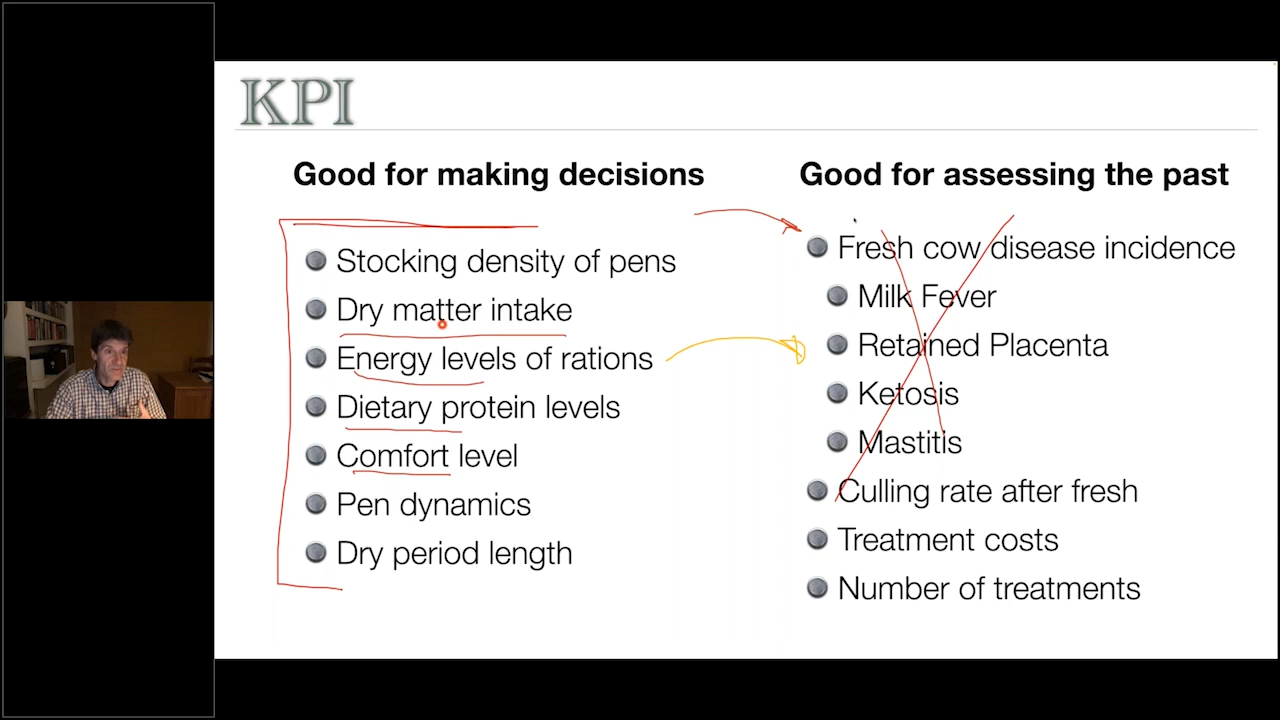 KPI
Good for making decisions
Stocking density of pens
Dry matter intake
Energy levels of rations
Dietary protein levels
Comfort level
Pen dynamics
Dry period length
Good for assessing the past
Fresh cow disease incidence
Milk Fever
Retained Placenta
Ketosis
Mastitis
Culling rate after fresh
Treatment costs
Number of treatments